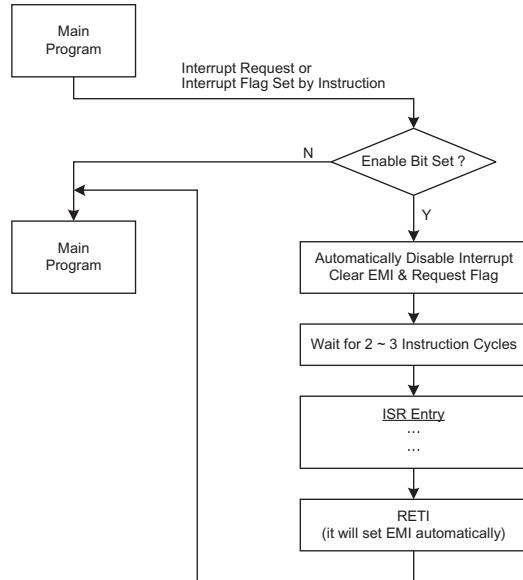 Main
Program
Interrupt Request or
Interrupt Flag Set by Instruction
Enable Bit Set ?
N
Y
Main
Program
Automatically Disable Interrupt
Clear EMI & Request Flag
Wait for 2 ~ 3 Instruction Cycles
ISR Entry
...
...
RETI
(it will set EMI automatically)